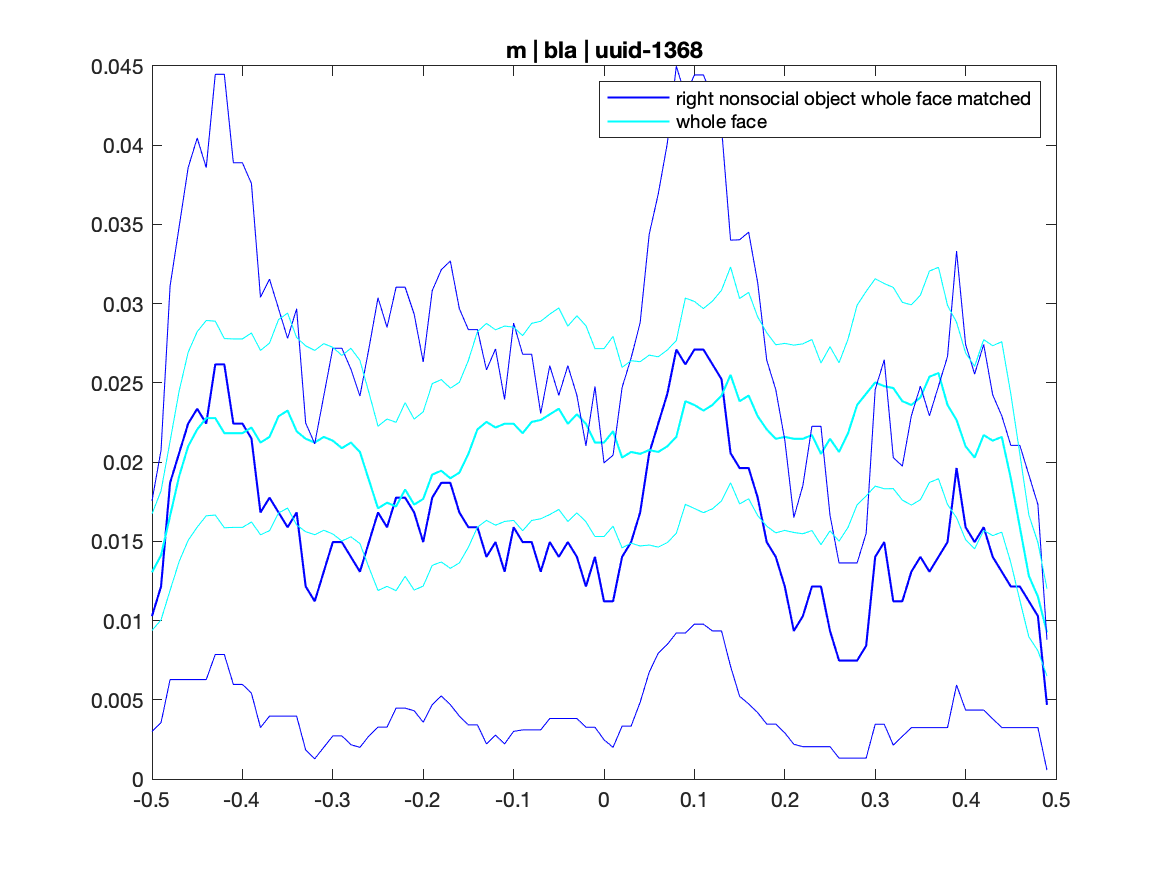 m | bla | uuid-1368
right nonsocial object whole face matched
whole face
0.045
0.04
0.035
0.03
0.025
0.02
0.015
0.01
0.005
0
-0.5 -0.4 -0.3 -0.2 -0.1 0 0.1 0.2 0.3 0.4 0.5